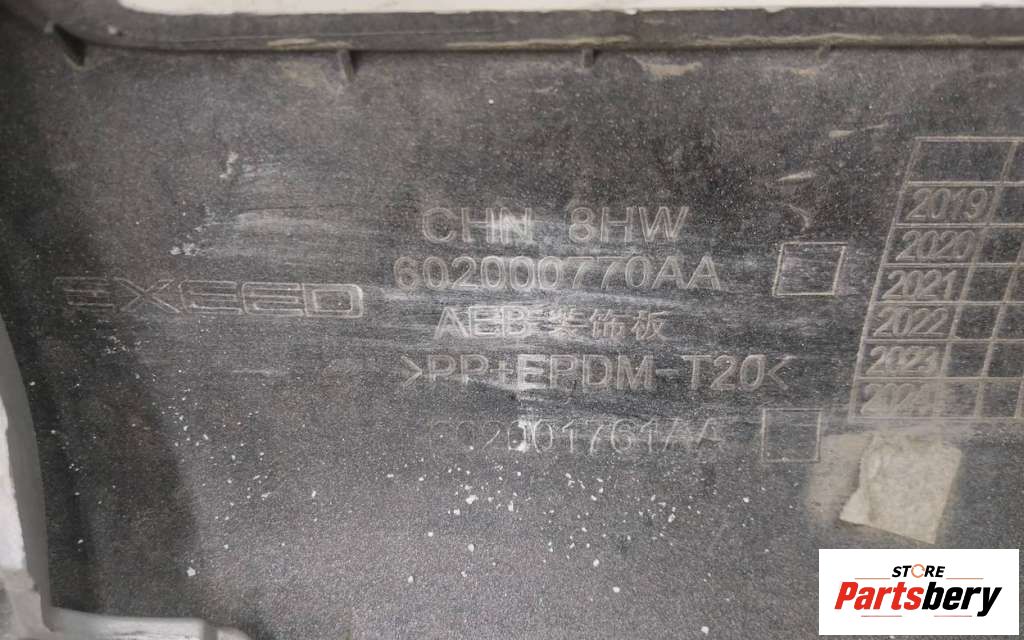 CHN 8HW
602000770AA
EXEED
AEB 装饰板
>PP+EPDM-T20<
602001761AA
2019
2020
2021
2022
2023
2024
STORE
Partsbery